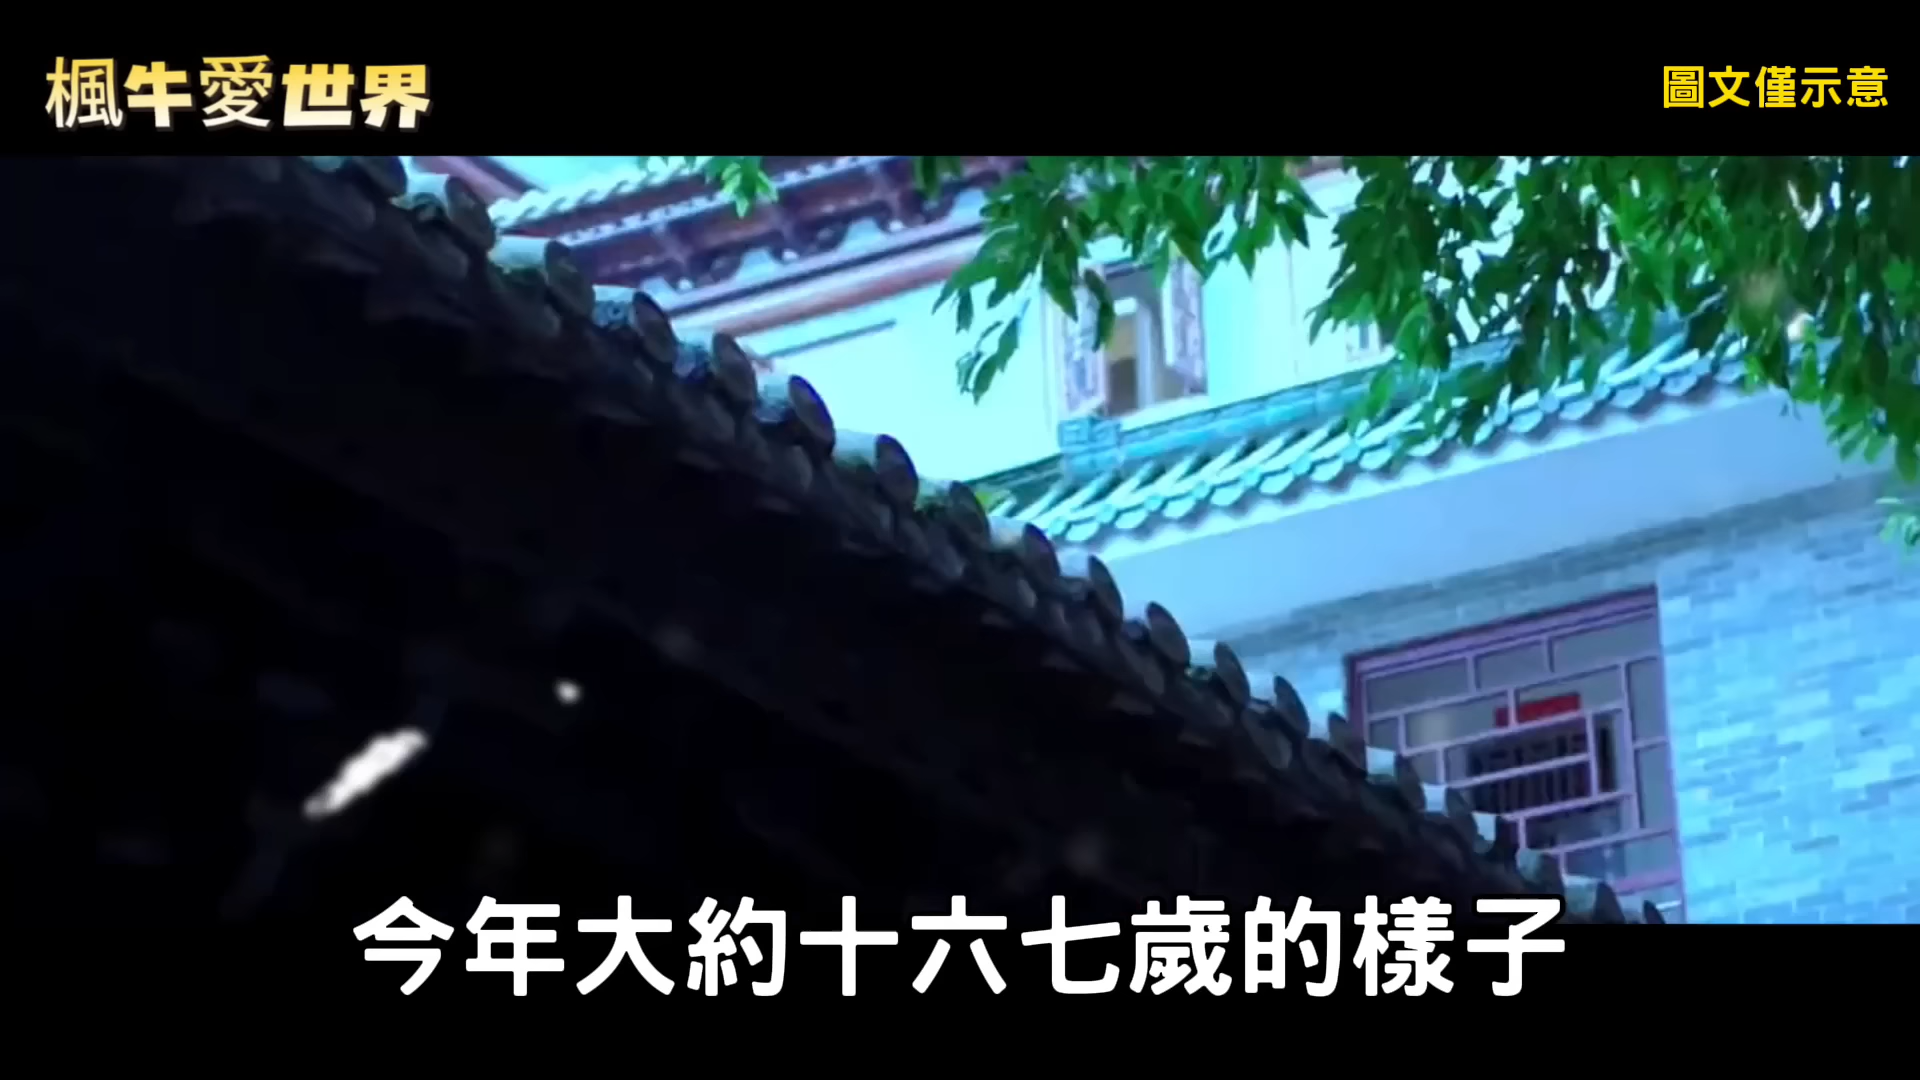 楓牛愛世界
圖文僅示意
今年大約十六七歲的樣子